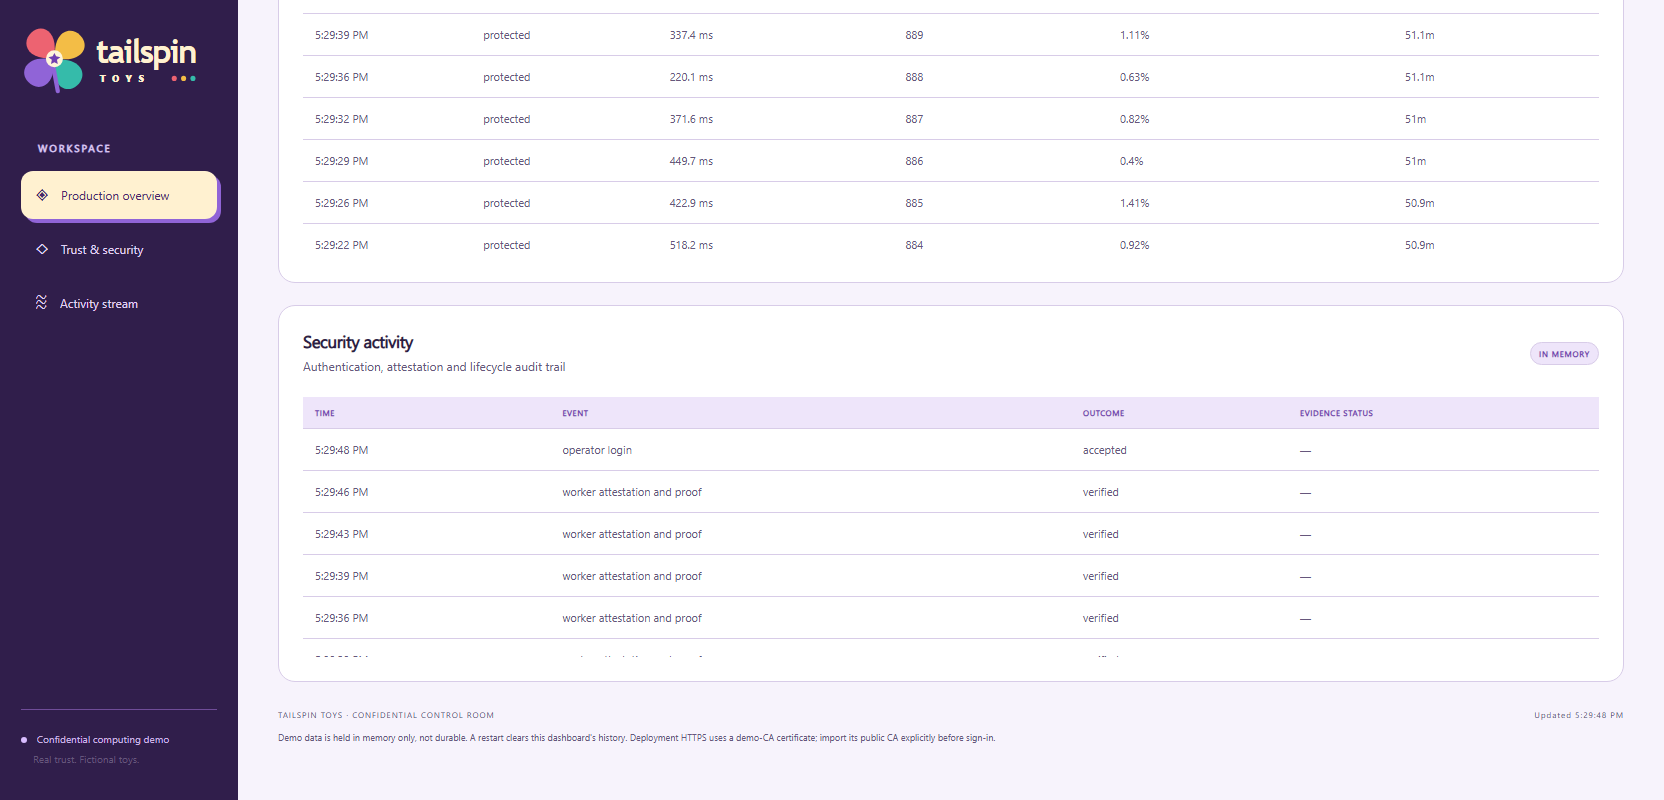 tailspin
TOYS
WORKSPACE
Production overview
Trust & security
Activity stream
Confidential computing demo
Real trust. Fictional toys.
5:29:39 PM protected 337.4 ms 889 1.11% 51.1m
5:29:36 PM protected 220.1 ms 888 0.63% 51.1m
5:29:32 PM protected 371.6 ms 887 0.82% 51m
5:29:29 PM protected 449.7 ms 886 0.4% 51m
5:29:26 PM protected 422.9 ms 885 1.41% 50.9m
5:29:22 PM protected 518.2 ms 884 0.92% 50.9m
Security activity
Authentication, attestation and lifecycle audit trail
IN MEMORY
TIME EVENT OUTCOME EVIDENCE STATUS
5:29:48 PM operator login accepted —
5:29:46 PM worker attestation and proof verified —
5:29:43 PM worker attestation and proof verified —
5:29:39 PM worker attestation and proof verified —
5:29:36 PM worker attestation and proof verified —
TAILSPIN TOYS · CONFIDENTIAL CONTROL ROOM
Updated 5:29:48 PM
Demo data is held in memory only, not durable. A restart clears this dashboard's history. Deployment HTTPS uses a demo-CA certificate; import its public CA explicitly before sign-in.